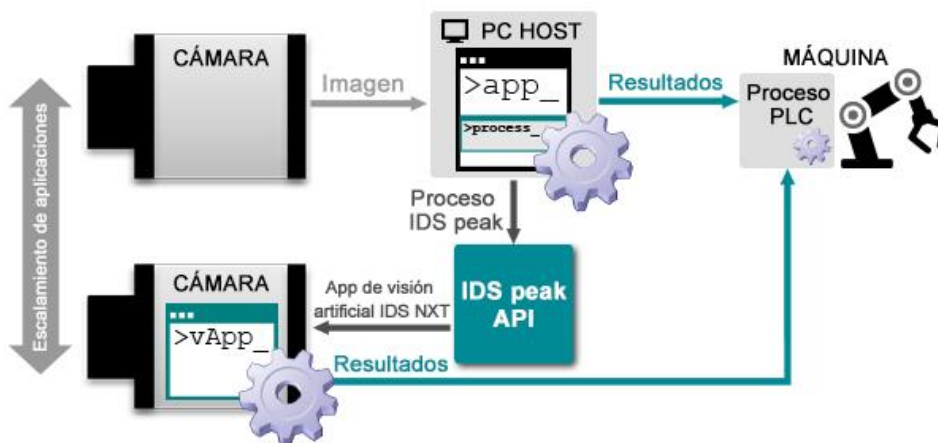 CÁMARA
Imagen
PC HOST
>app_
>process_
Resultados
MÁQUINA
Proceso
PLC
Escalamiento de aplicaciones
Proceso
IDS peak
IDS peak
API
App de visión
artificial IDS NXT
CÁMARA
>vApp_
Resultados